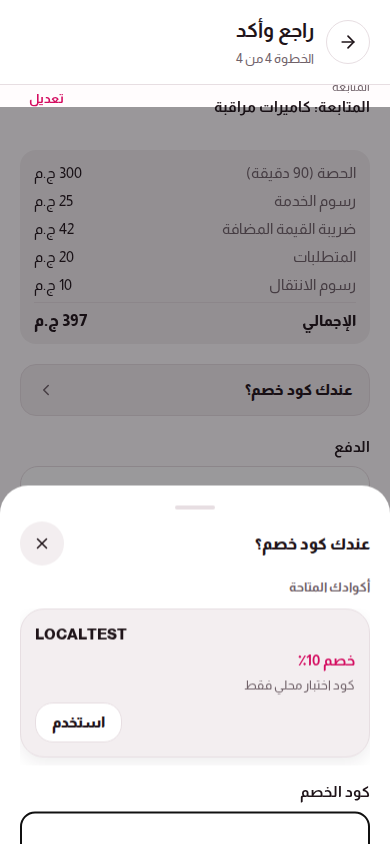 راجع وأكد
الخطوة 4 من 4
المتابعة
المتابعة: كاميرات مراقبة
تعديل
الحصة (90 دقيقة) 300 ج.م
رسوم الخدمة 25 ج.م
ضريبة القيمة المضافة 42 ج.م
المتطلبات 20 ج.م
رسوم الانتقال 10 ج.م
الإجمالي 397 ج.م
عندك كود خصم؟
الدفع
عندك كود خصم؟
أكوادك المتاحة
LOCALTEST
خصم 10٪
كود اختبار محلي فقط
استخدم
كود الخصم